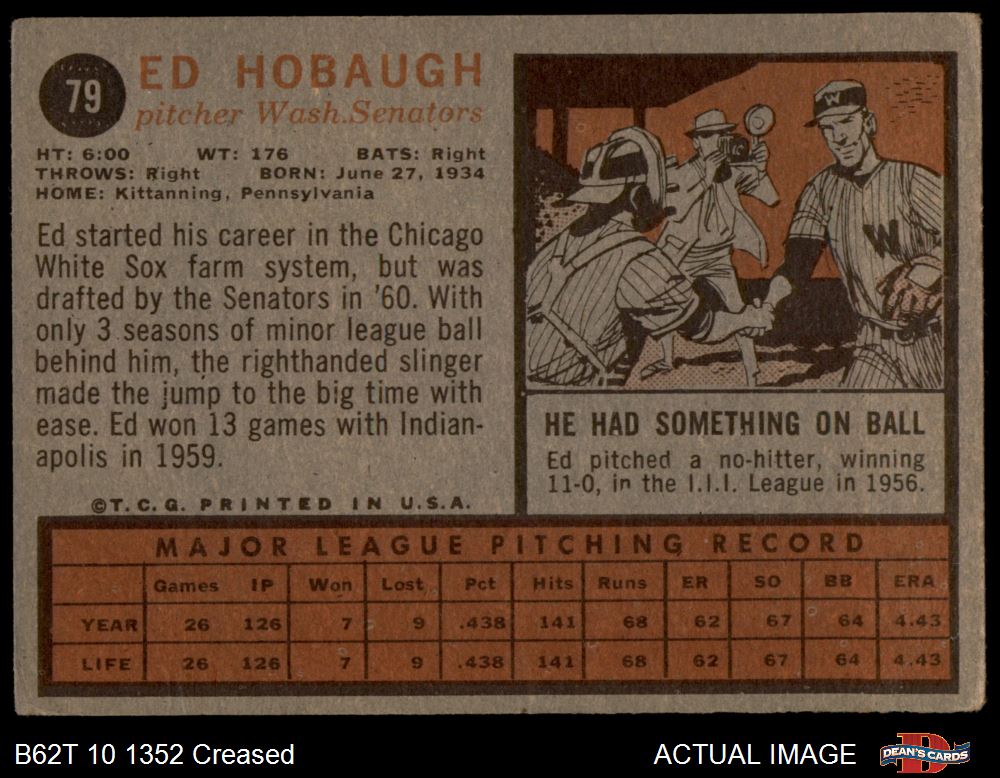 79
ED HOBAUGH
pitcher Wash. Senators
HT: 6:00 WT: 176 BATS: Right
THROWS: Right BORN: June 27, 1934
HOME: Kittanning, Pennsylvania
Ed started his career in the Chicago
White Sox farm system, but was
drafted by the Senators in '60. With
only 3 seasons of minor league ball
behind him, the righthanded slinger
made the jump to the big time with
ease. Ed won 13 games with Indian-
apolis in 1959.
©T.C.G. PRINTED IN U.S.A.
W
W
HE HAD SOMETHING ON BALL
Ed pitched a no-hitter, winning
11-0, in the I.I.I. League in 1956.
MAJOR LEAGUE PITCHING RECORD
Games IP Won Lost Pct Hits Runs ER SO BB ERA
YEAR 26 126 7 9 .438 141 68 62 67 64 4.43
LIFE 26 126 7 9 .438 141 68 62 67 64 4.43
B62T 10 1352 Creased
ACTUAL IMAGE
DEAN'S CARDS